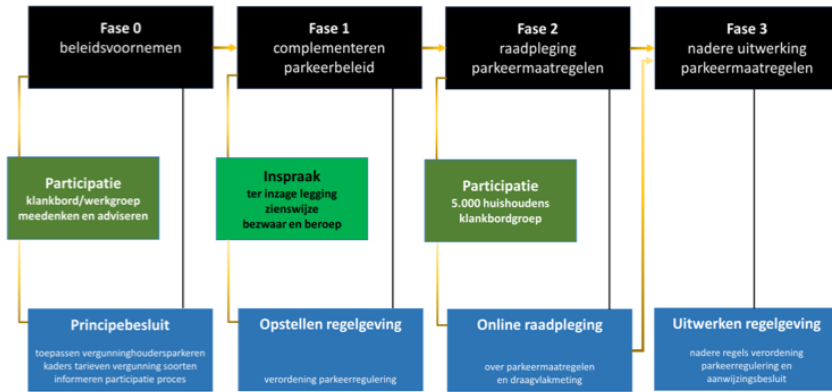 Fase 0
beleidsvoornemen
Fase 1
complementeren
parkeerbeleid
Fase 2
raadpleging
parkeermaatregelen
Fase 3
nadere uitwerking
parkeermaatregelen
Participatie
klankbord/werkgroep
meedenken en adviseren
Inspraak
ter inzage legging
zienswijze
bezwaar en beroep
Participatie
5.000 huishoudens
klankbordgroep
Principebesluit
toepassen vergunninghoudersparkeren
kaders tarieven vergunning soorten
informeren participatie proces
Opstellen regelgeving
verordening parkeerregulering
Online raadpleging
over parkeermaatregelen
en draagvlakmeting
Uitwerken regelgeving
nadere regels verordening
parkeerregulering en
aanwijzingsbesluit